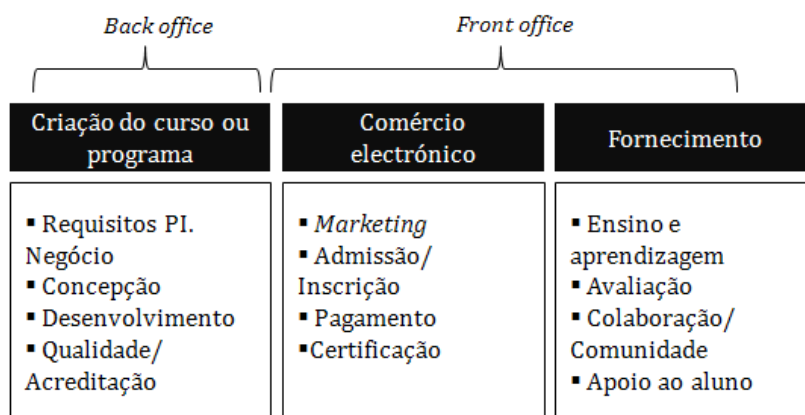 Back office
Front office
Criação do curso ou
programa
Comércio
electrónico
Fornecimento
▪ Requisitos PI.
Negócio
▪ Concepção
▪ Desenvolvimento
▪ Qualidade/
Acreditação
▪ Marketing
▪ Admissão/
Inscrição
▪ Pagamento
▪Certificação
▪ Ensino e
aprendizagem
▪ Avaliação
▪ Colaboração/
Comunidade
▪ Apoio ao aluno